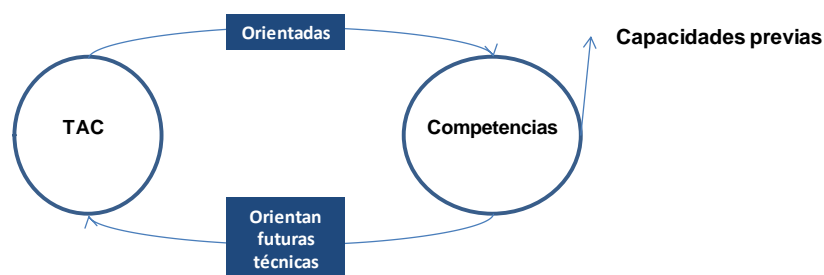 Orientadas
Capacidades previas
TAC
Competencias
Orientan
futuras
técnicas